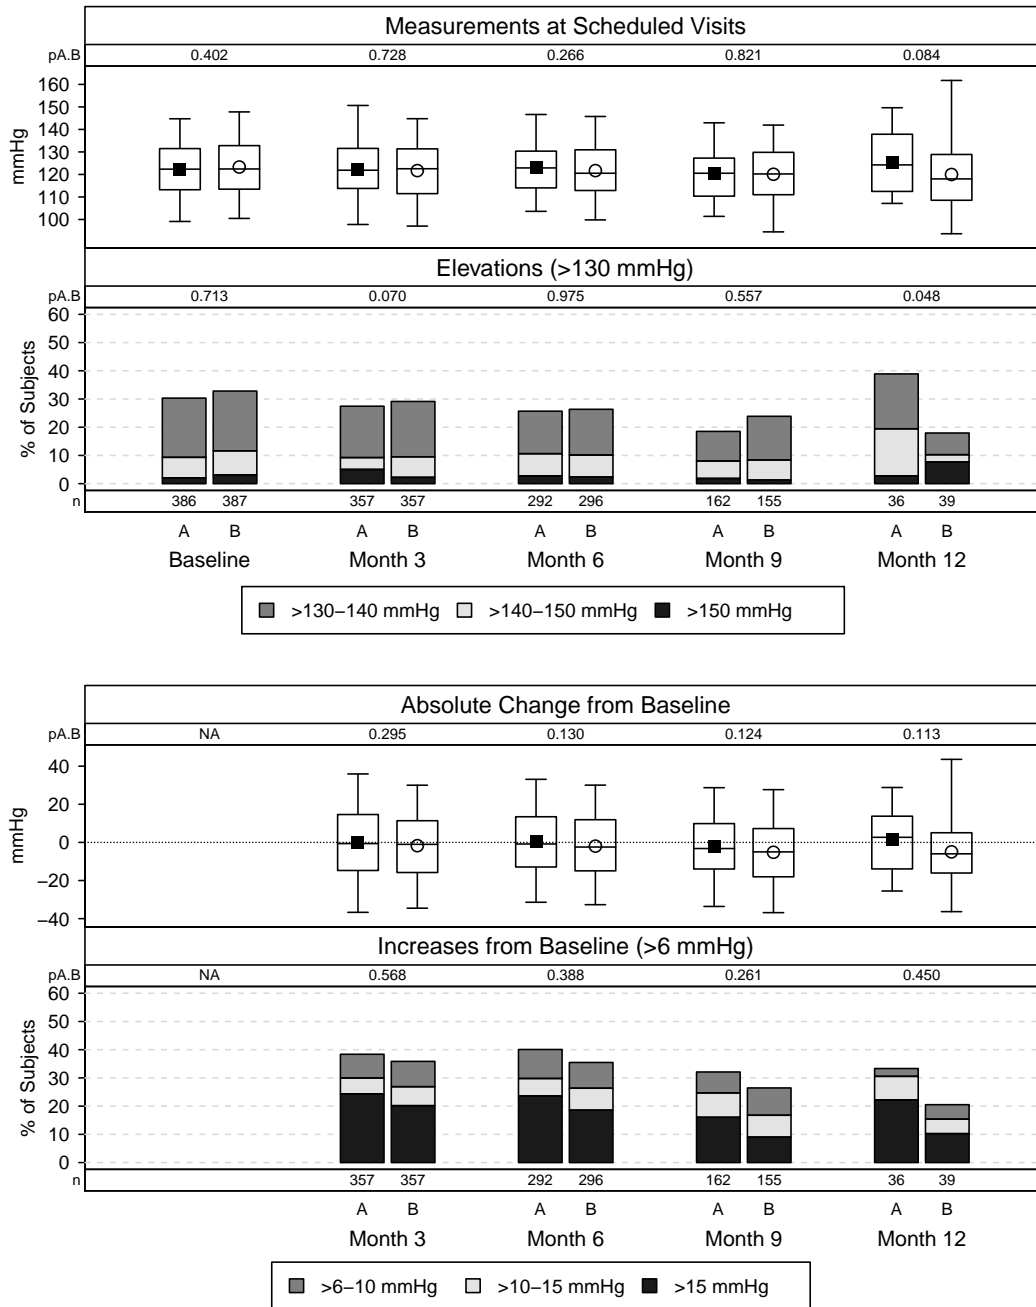 Measurements at Scheduled Visits
pA.B 0.402 0.728 0.266 0.821 0.084
160
150
140
130
120
110
100
mmHg
Elevations (>130 mmHg)
pA.B 0.713 0.070 0.975 0.557 0.048
60
50
40
30
20
10
0
% of Subjects
n 386 387 357 357 292 296 162 155 36 39
A B A B A B A B A B
Baseline Month 3 Month 6 Month 9 Month 12
>130–140 mmHg >140–150 mmHg >150 mmHg
Absolute Change from Baseline
pA.B NA 0.295 0.130 0.124 0.113
40
20
0
−20
−40
mmHg
Increases from Baseline (>6 mmHg)
pA.B NA 0.568 0.388 0.261 0.450
60
50
40
30
20
10
0
% of Subjects
n 357 357 292 296 162 155 36 39
A B A B A B A B
Month 3 Month 6 Month 9 Month 12
>6–10 mmHg >10–15 mmHg >15 mmHg